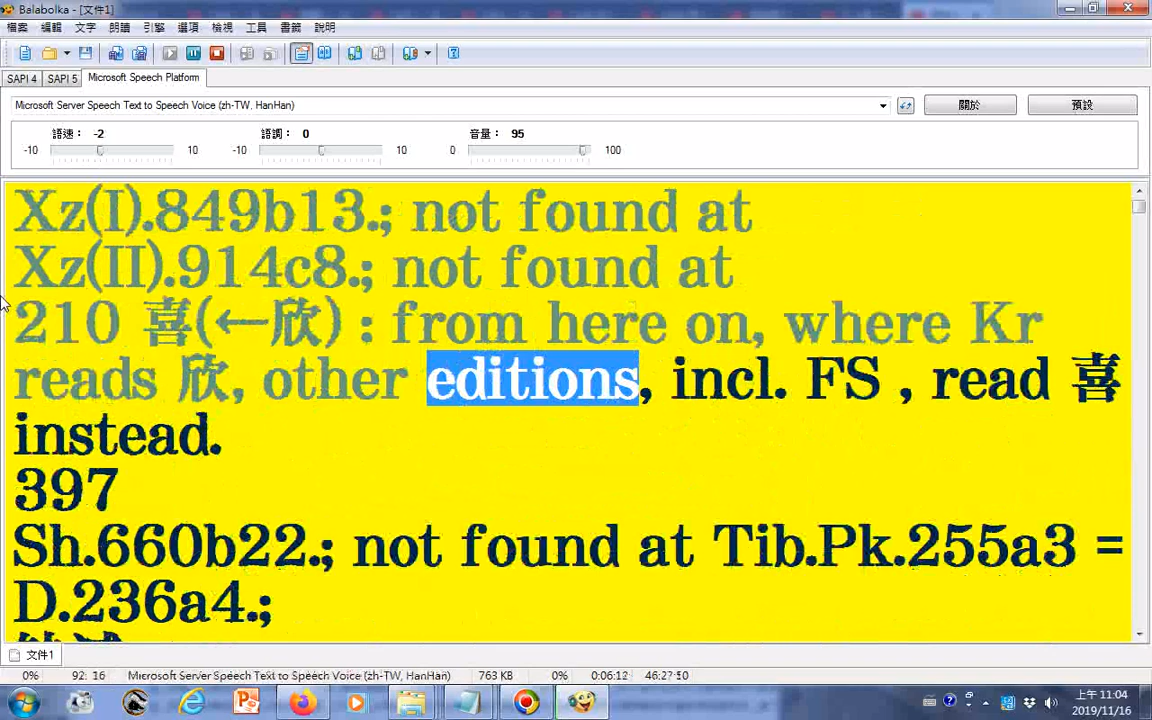 Balabolka - [文件1]
檔案 編輯 文字 朗讀 引擎 選項 檢視 工具 書籤 說明
SAPI 4 SAPI 5 Microsoft Speech Platform
Microsoft Server Speech Text to Speech Voice (zh-TW, HanHan) 關於 預設
語速： -2 語調： 0 音量： 95
-10 10 -10 10 0 100
Xz(I).849b13.; not found at
Xz(II).914c8.; not found at
210 喜(←欣) : from here on, where Kr
reads 欣, other editions, incl. FS , read 喜
instead.
397
Sh.660b22.; not found at Tib.Pk.255a3 =
D.236a4.;
文件1
0% 92: 16 Microsoft Server Speech Text to Speech Voice (zh-TW, HanHan) 763 KB 0% 0:06:12 46:27:50
上午 11:04
2019/11/16